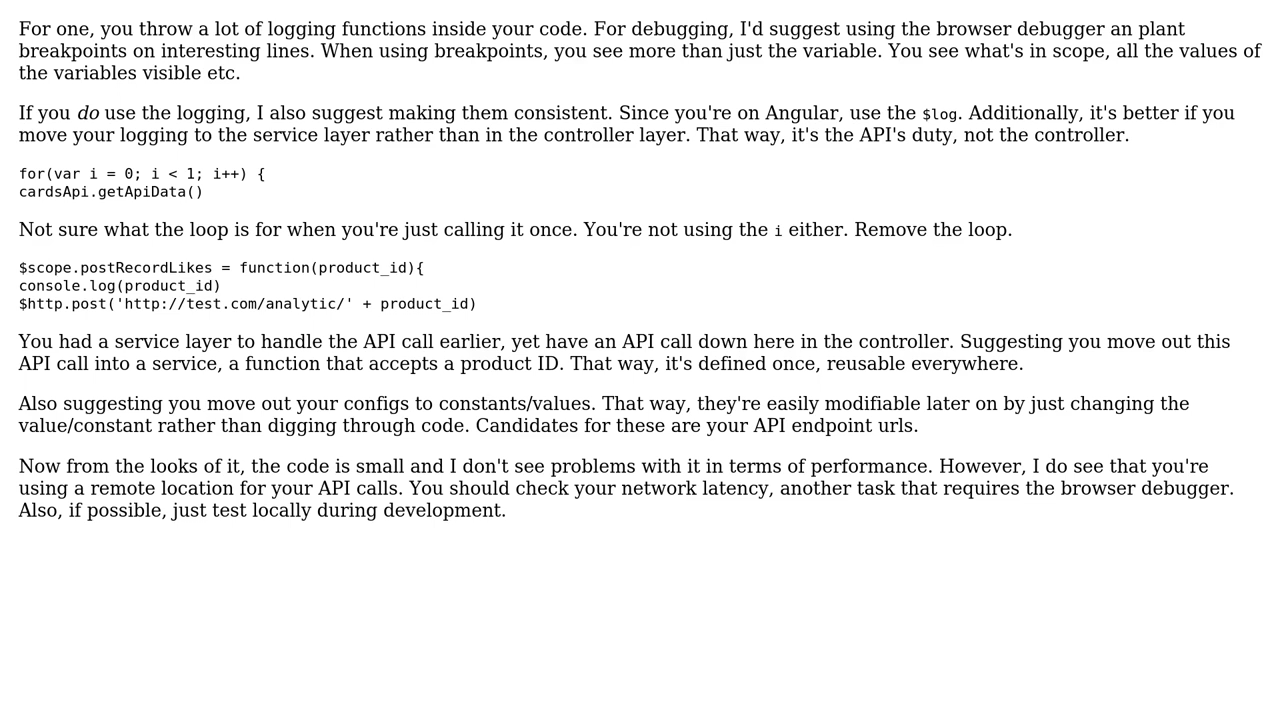 For one, you throw a lot of logging functions inside your code. For debugging, I'd suggest using the browser debugger an plant
breakpoints on interesting lines. When using breakpoints, you see more than just the variable. You see what's in scope, all the values of
the variables visible etc.
If you do use the logging, I also suggest making them consistent. Since you're on Angular, use the $log. Additionally, it's better if you
move your logging to the service layer rather than in the controller layer. That way, it's the API's duty, not the controller.
for(var i = 0; i < 1; i++) {
cardsApi.getApiData()
Not sure what the loop is for when you're just calling it once. You're not using the i either. Remove the loop.
$scope.postRecordLikes = function(product_id){
console.log(product_id)
$http.post('http://test.com/analytic/' + product_id)
You had a service layer to handle the API call earlier, yet have an API call down here in the controller. Suggesting you move out this
API call into a service, a function that accepts a product ID. That way, it's defined once, reusable everywhere.
Also suggesting you move out your configs to constants/values. That way, they're easily modifiable later on by just changing the
value/constant rather than digging through code. Candidates for these are your API endpoint urls.
Now from the looks of it, the code is small and I don't see problems with it in terms of performance. However, I do see that you're
using a remote location for your API calls. You should check your network latency, another task that requires the browser debugger.
Also, if possible, just test locally during development.